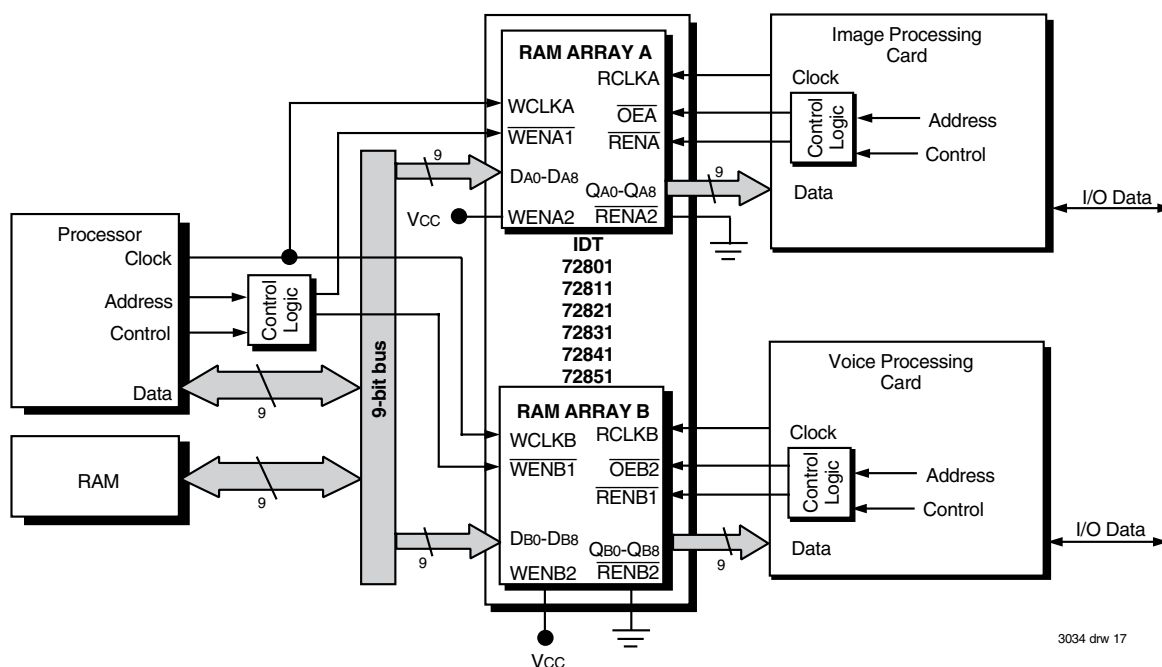 Processor
Clock
Address
Control
Data
9
RAM
9
Control
Logic
9-bit bus
9
VCC
9
RAM ARRAY A
RCLKA
WCLKA
OEA
WENA1
RENA
DA0-DA8
QA0-QA8
WENA2
RENA2
9
IDT
72801
72811
72821
72831
72841
72851
RAM ARRAY B
RCLKB
WCLKB
OEB2
WENB1
RENB1
DB0-DB8
QB0-QB8
WENB2
RENB2
9
VCC
Image Processing
Card
Clock
Control
Logic
Address
Control
Data
I/O Data
Voice Processing
Card
Clock
Control
Logic
Address
Control
Data
I/O Data
3034 drw 17